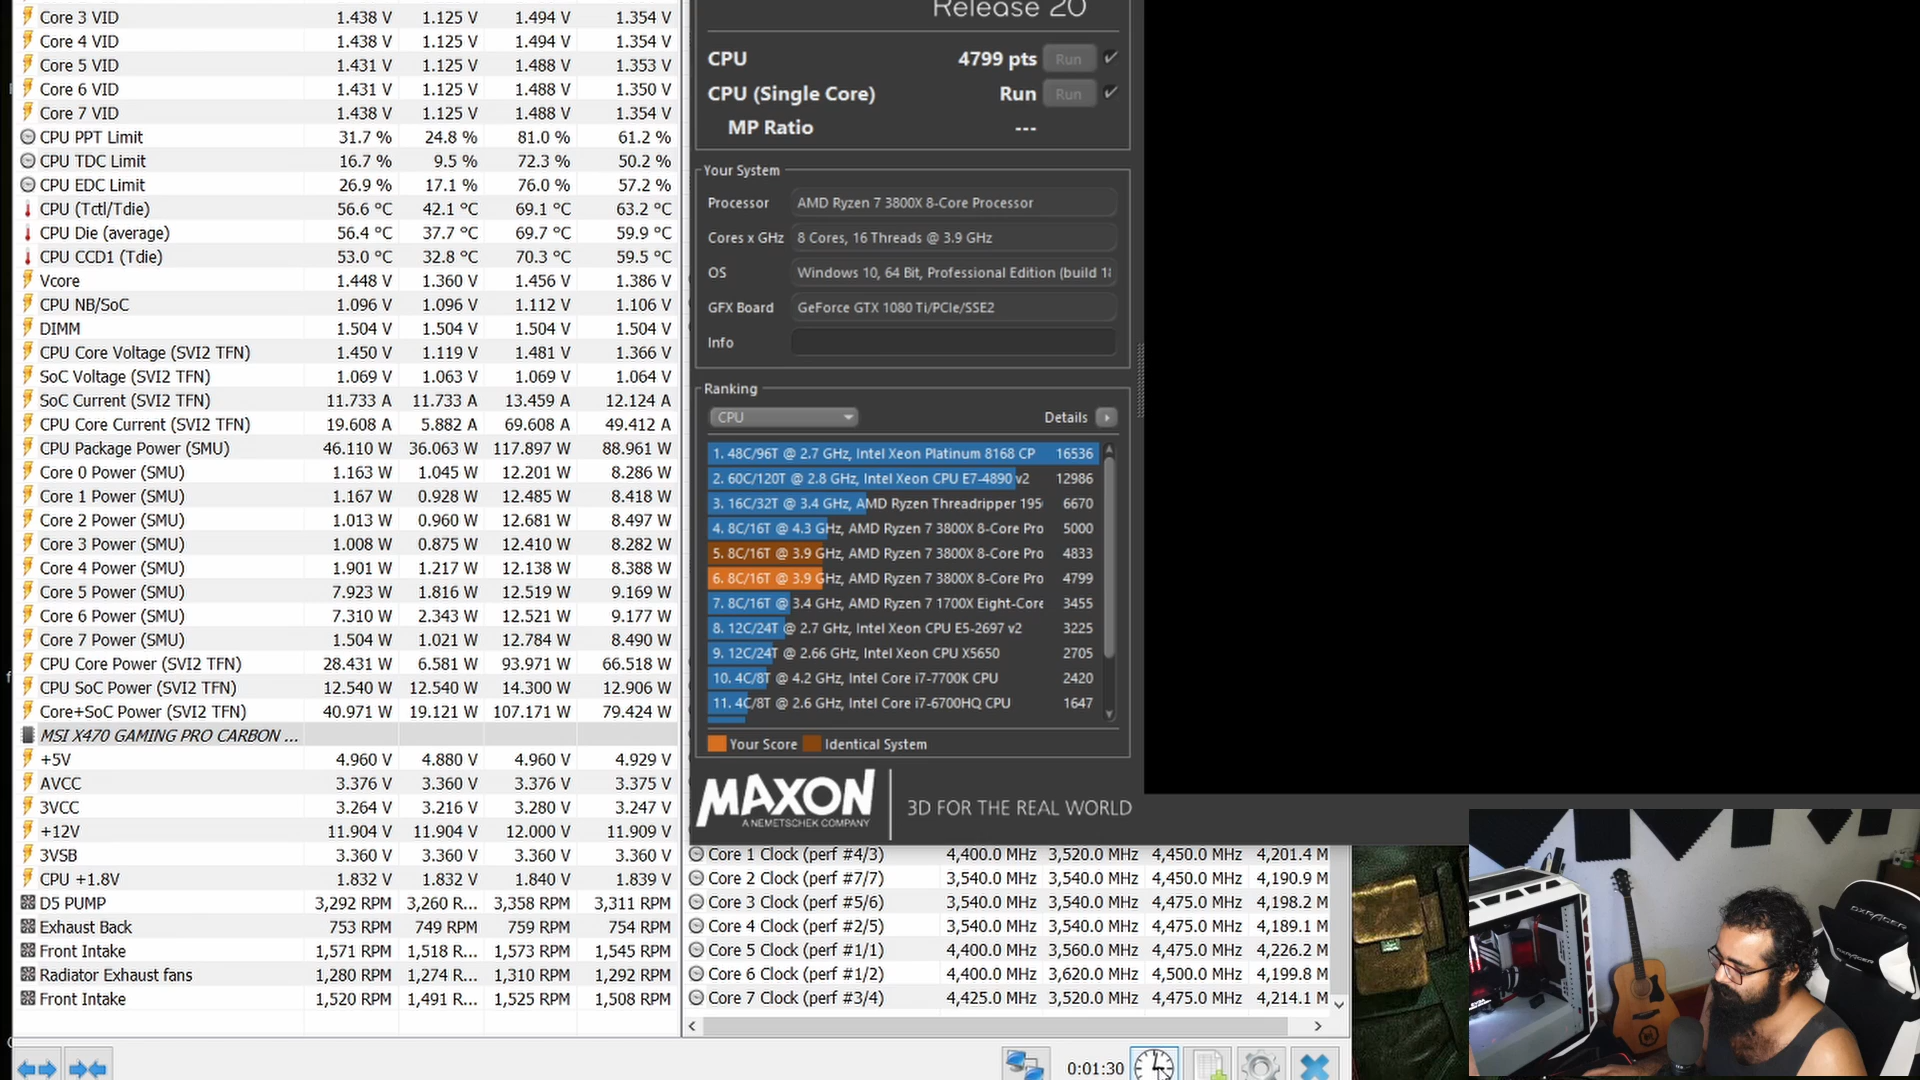 Core 3 VID 1.438 V 1.125 V 1.494 V 1.354 V
Core 4 VID 1.438 V 1.125 V 1.494 V 1.354 V
Core 5 VID 1.431 V 1.125 V 1.488 V 1.353 V
Core 6 VID 1.431 V 1.125 V 1.488 V 1.350 V
Core 7 VID 1.438 V 1.125 V 1.488 V 1.354 V
CPU PPT Limit 31.7 % 24.8 % 81.0 % 61.2 %
CPU TDC Limit 16.7 % 9.5 % 72.3 % 50.2 %
CPU EDC Limit 26.9 % 17.1 % 76.0 % 57.2 %
CPU (Tctl/Tdie) 56.6 °C 42.1 °C 69.1 °C 63.2 °C
CPU Die (average) 56.4 °C 37.7 °C 69.7 °C 59.9 °C
CPU CCD1 (Tdie) 53.0 °C 32.8 °C 70.3 °C 59.5 °C
Vcore 1.448 V 1.360 V 1.456 V 1.386 V
CPU NB/SoC 1.096 V 1.096 V 1.112 V 1.106 V
DIMM 1.504 V 1.504 V 1.504 V 1.504 V
CPU Core Voltage (SVI2 TFN) 1.450 V 1.119 V 1.481 V 1.366 V
SoC Voltage (SVI2 TFN) 1.069 V 1.063 V 1.069 V 1.064 V
SoC Current (SVI2 TFN) 11.733 A 11.733 A 13.459 A 12.124 A
CPU Core Current (SVI2 TFN) 19.608 A 5.882 A 69.608 A 49.412 A
CPU Package Power (SMU) 46.110 W 36.063 W 117.897 W 88.961 W
Core 0 Power (SMU) 1.163 W 1.045 W 12.201 W 8.286 W
Core 1 Power (SMU) 1.167 W 0.928 W 12.485 W 8.418 W
Core 2 Power (SMU) 1.013 W 0.960 W 12.681 W 8.497 W
Core 3 Power (SMU) 1.008 W 0.875 W 12.410 W 8.282 W
Core 4 Power (SMU) 1.901 W 1.217 W 12.138 W 8.388 W
Core 5 Power (SMU) 7.923 W 1.816 W 12.519 W 9.169 W
Core 6 Power (SMU) 7.310 W 2.343 W 12.521 W 9.177 W
Core 7 Power (SMU) 1.504 W 1.021 W 12.784 W 8.490 W
CPU Core Power (SVI2 TFN) 28.431 W 6.581 W 93.971 W 66.518 W
CPU SoC Power (SVI2 TFN) 12.540 W 12.540 W 14.300 W 12.906 W
Core+SoC Power (SVI2 TFN) 40.971 W 19.121 W 107.171 W 79.424 W
MSI X470 GAMING PRO CARBON ...
+5V 4.960 V 4.880 V 4.960 V 4.929 V
AVCC 3.376 V 3.360 V 3.376 V 3.375 V
3VCC 3.264 V 3.216 V 3.280 V 3.247 V
+12V 11.904 V 11.904 V 12.000 V 11.909 V
3VSB 3.360 V 3.360 V 3.360 V 3.360 V
CPU +1.8V 1.832 V 1.832 V 1.840 V 1.839 V
D5 PUMP 3,292 RPM 3,260 R... 3,358 RPM 3,311 RPM
Exhaust Back 753 RPM 749 RPM 759 RPM 754 RPM
Front Intake 1,571 RPM 1,518 R... 1,573 RPM 1,545 RPM
Radiator Exhaust fans 1,280 RPM 1,274 R... 1,310 RPM 1,292 RPM
Front Intake 1,520 RPM 1,491 R... 1,525 RPM 1,508 RPM
Release 20
CPU 4799 pts Run
CPU (Single Core) Run Run
MP Ratio ---
Your System
Processor AMD Ryzen 7 3800X 8-Core Processor
Cores x GHz 8 Cores, 16 Threads @ 3.9 GHz
OS Windows 10, 64 Bit, Professional Edition (build 18
GFX Board GeForce GTX 1080 Ti/PCIe/SSE2
Info
Ranking
CPU Details
1. 48C/96T @ 2.7 GHz, Intel Xeon Platinum 8168 CP 16536
2. 60C/120T @ 2.8 GHz, Intel Xeon CPU E7-4890 v2 12986
3. 16C/32T @ 3.4 GHz, AMD Ryzen Threadripper 195 6670
4. 8C/16T @ 4.3 GHz, AMD Ryzen 7 3800X 8-Core Pro 5000
5. 8C/16T @ 3.9 GHz, AMD Ryzen 7 3800X 8-Core Pro 4833
6. 8C/16T @ 3.9 GHz, AMD Ryzen 7 3800X 8-Core Pro 4799
7. 8C/16T @ 3.4 GHz, AMD Ryzen 7 1700X Eight-Core 3455
8. 12C/24T @ 2.7 GHz, Intel Xeon CPU E5-2697 v2 3225
9. 12C/24T @ 2.66 GHz, Intel Xeon CPU X5650 2705
10. 4C/8T @ 4.2 GHz, Intel Core i7-7700K CPU 2420
11. 4C/8T @ 2.6 GHz, Intel Core i7-6700HQ CPU 1647
Your Score Identical System
MAXON
A NEMETSCHEK COMPANY
3D FOR THE REAL WORLD
Core 1 Clock (perf #4/3) 4,400.0 MHz 3,520.0 MHz 4,450.0 MHz 4,201.4 M
Core 2 Clock (perf #7/7) 3,540.0 MHz 3,540.0 MHz 4,450.0 MHz 4,190.9 M
Core 3 Clock (perf #5/6) 3,540.0 MHz 3,540.0 MHz 4,475.0 MHz 4,198.2 M
Core 4 Clock (perf #2/5) 3,540.0 MHz 3,540.0 MHz 4,475.0 MHz 4,189.1 M
Core 5 Clock (perf #1/1) 4,400.0 MHz 3,560.0 MHz 4,475.0 MHz 4,226.2 M
Core 6 Clock (perf #1/2) 4,400.0 MHz 3,620.0 MHz 4,500.0 MHz 4,199.8 M
Core 7 Clock (perf #3/4) 4,425.0 MHz 3,520.0 MHz 4,475.0 MHz 4,214.1 M
0:01:30
DXRACER